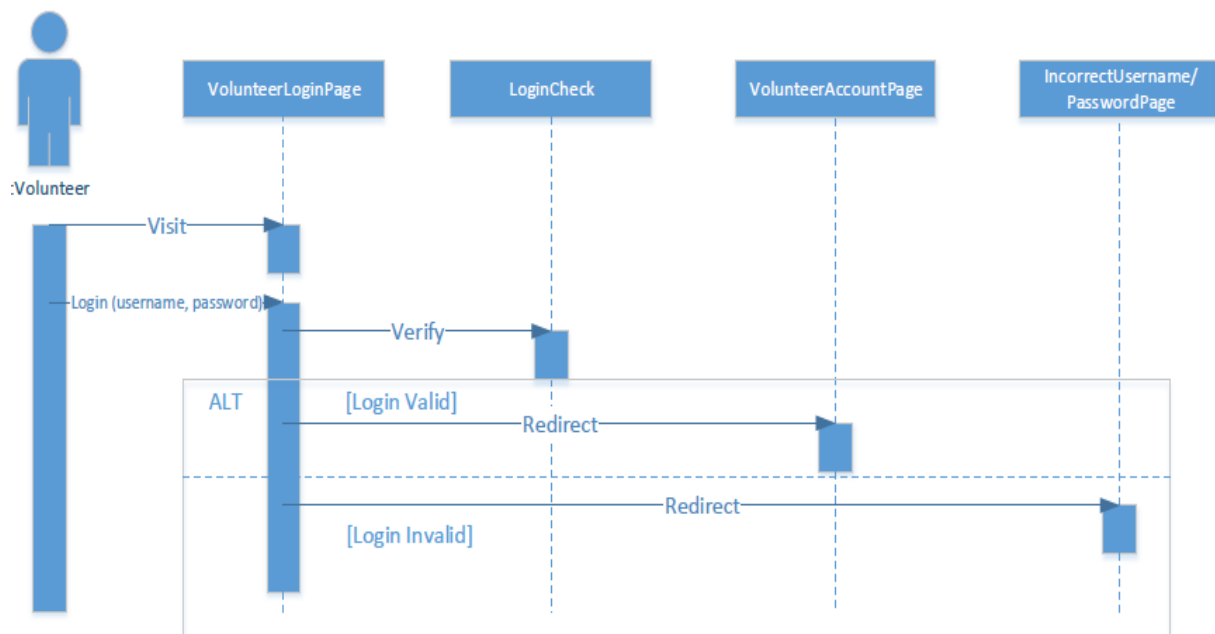 VolunteerLoginPage
LoginCheck
VolunteerAccountPage
IncorrectUsername/
PasswordPage
:Volunteer
Visit
Login (username, password)
Verify
ALT
[Login Valid]
Redirect
Redirect
[Login Invalid]